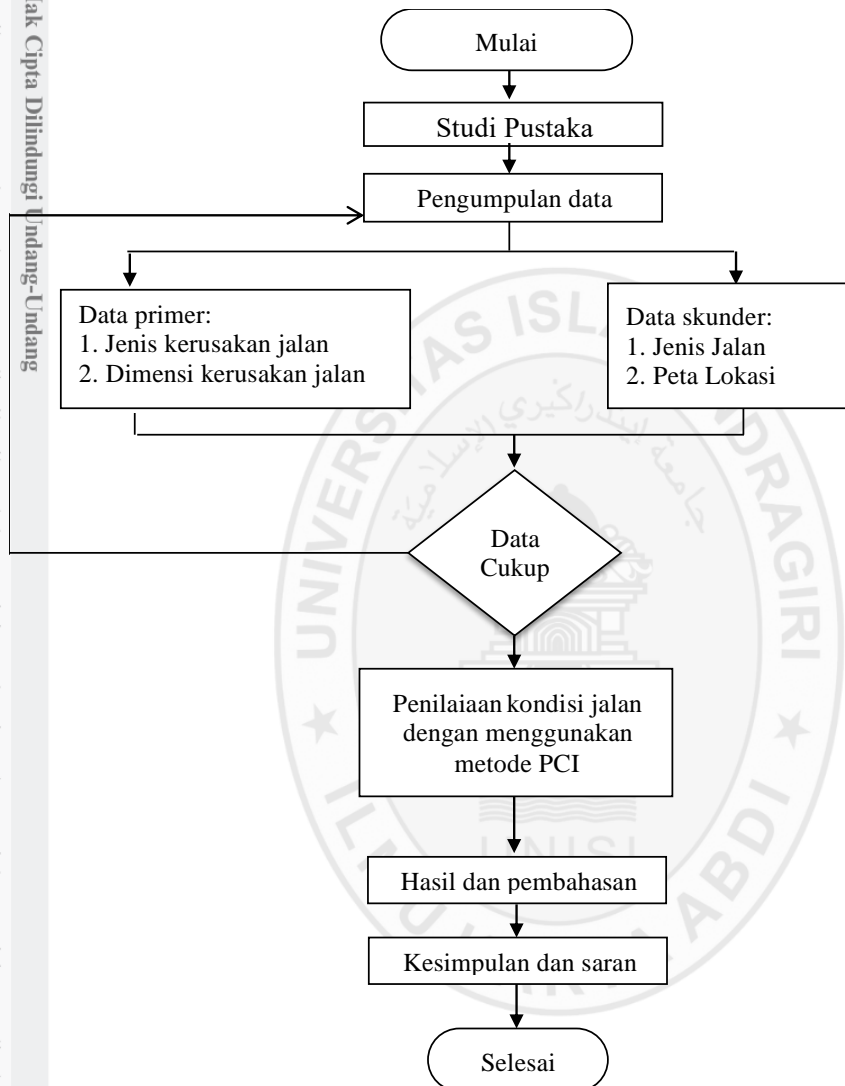 Hak Cipta Dilindungi Undang-Undang
Mulai
Studi Pustaka
Pengumpulan data
Data primer:
1. Jenis kerusakan jalan
2. Dimensi kerusakan jalan
Data skunder:
1. Jenis Jalan
2. Peta Lokasi
Data
Cukup
Penilaiaan kondisi jalan
dengan menggunakan
metode PCI
Hasil dan pembahasan
Kesimpulan dan saran
Selesai
UNISI